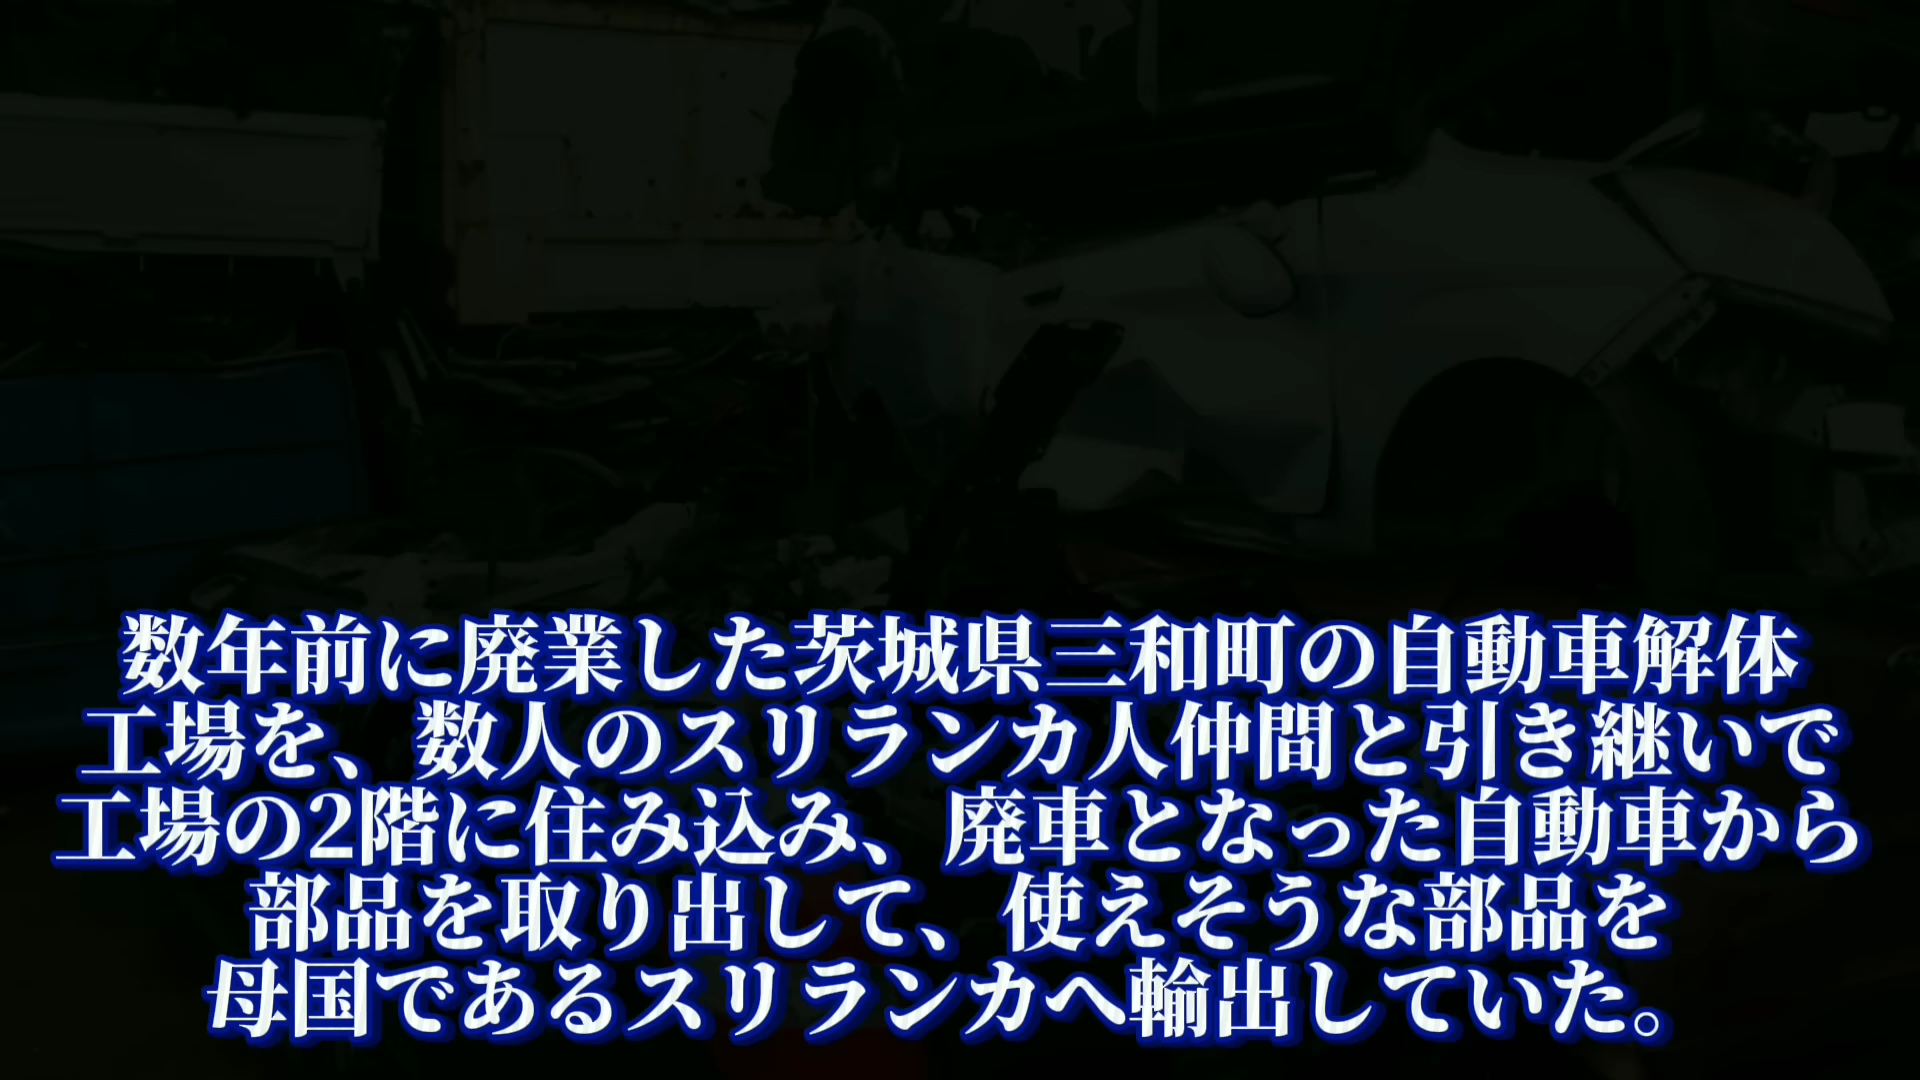 数年前に廃業した茨城県三和町の自動車解体
工場を、数人のスリランカ人仲間と引き継いで
工場の2階に住み込み、廃車となった自動車から
部品を取り出して、使えそうな部品を
母国であるスリランカへ輸出していた。